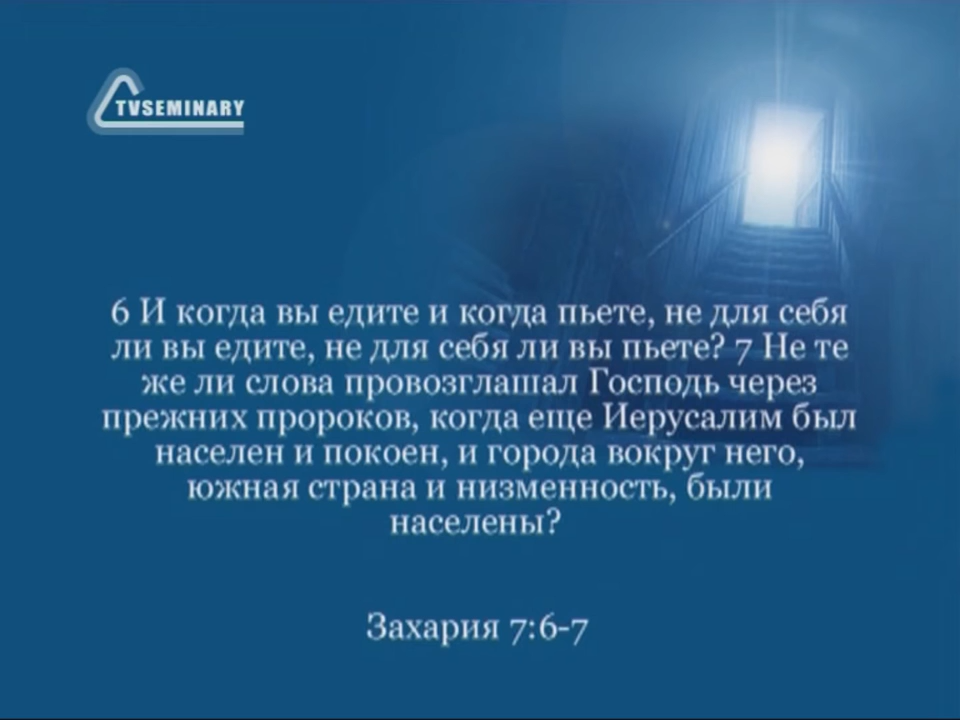 TVSEMINARY
6 И когда вы едите и когда пьете, не для себя
ли вы едите, не для себя ли вы пьете? 7 Не те
же ли слова провозглашал Господь через
прежних пророков, когда еще Иерусалим был
населен и покоен, и города вокруг него,
южная страна и низменность, были
населены?
Захария 7:6-7